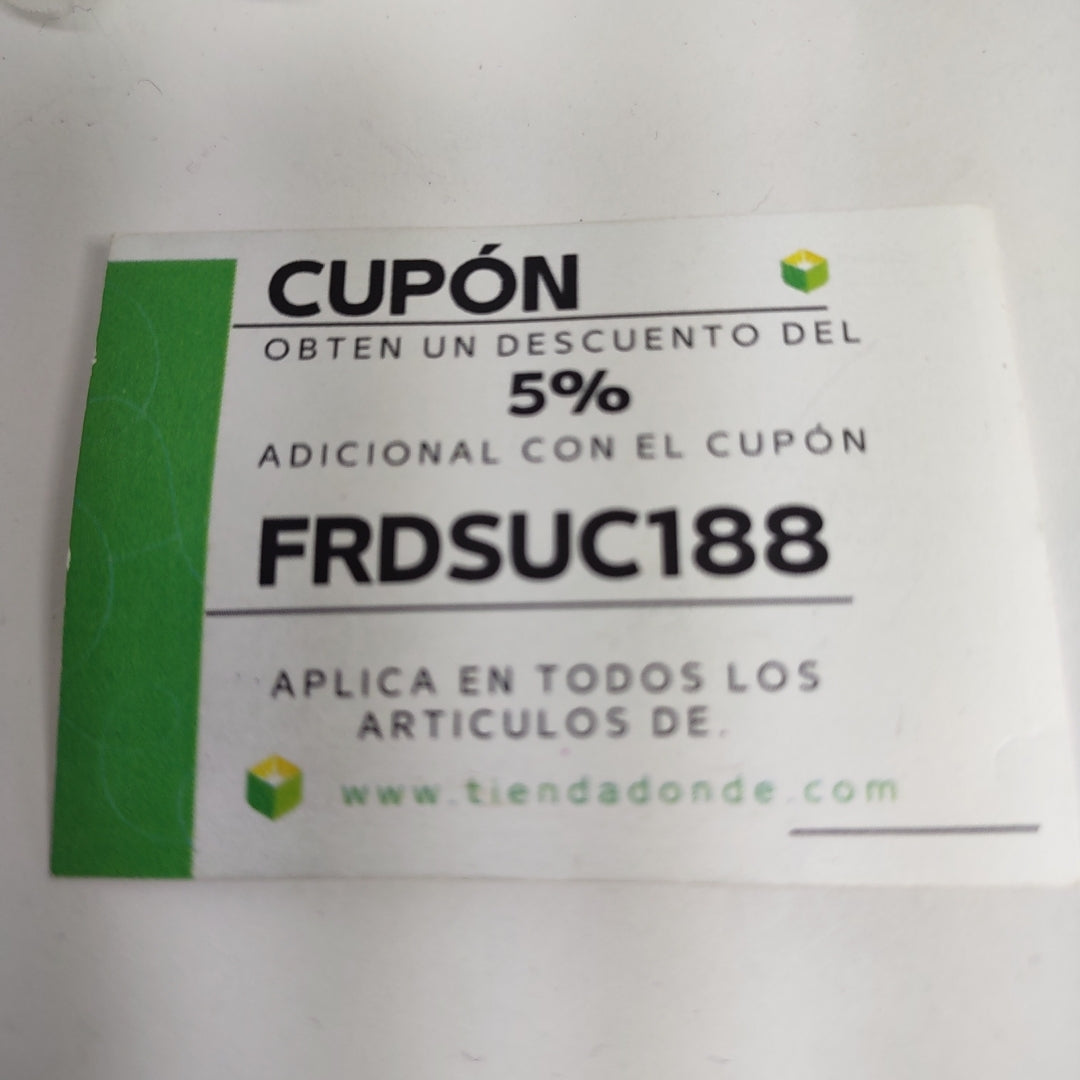 CUPÓN
OBTEN UN DESCUENTO DEL
5%
ADICIONAL CON EL CUPÓN
FRDSUC188
APLICA EN TODOS LOS
ARTICULOS DE.
www.tiendadonde.com